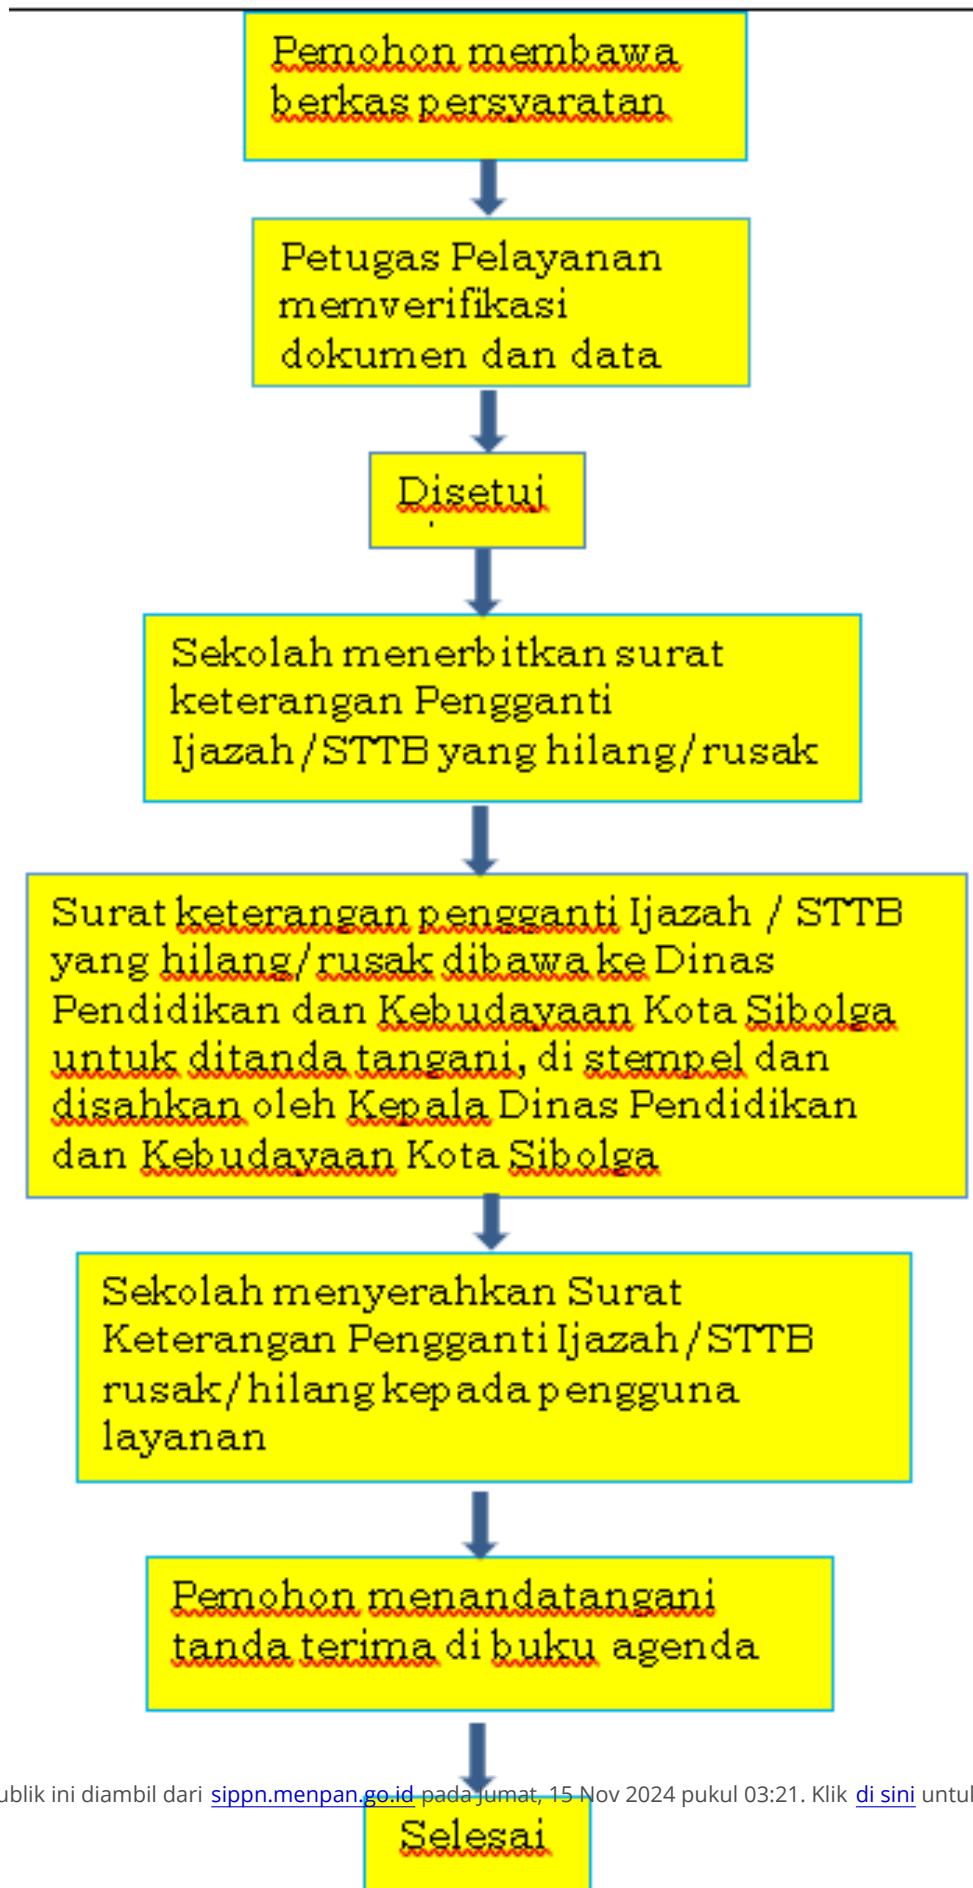 Pemohon membawa
berkas persyaratan
Petugas Pelayanan
memverifikasi
dokumen dan data
Disetuj
Sekolah menerbitkan surat
keterangan Pengganti
Ijazah/STTB yang hilang/rusak
Surat keterangan pengganti Ijazah / STTB
yang hilang/rusak dibawa ke Dinas
Pendidikan dan Kebudayaan Kota Sibolga
untuk ditanda tangani, di stempel dan
disahkan oleh Kepala Dinas Pendidikan
dan Kebudayaan Kota Sibolga
Sekolah menyerahkan Surat
Keterangan Pengganti Ijazah/STTB
rusak/hilang kepada pengguna
layanan
Pemohon menandatangani
tanda terima di buku agenda
ublik ini diambil dari sippn.menpan.go.id pada Jumat, 15 Nov 2024 pukul 03:21. Klik di sini untuk
Selesai